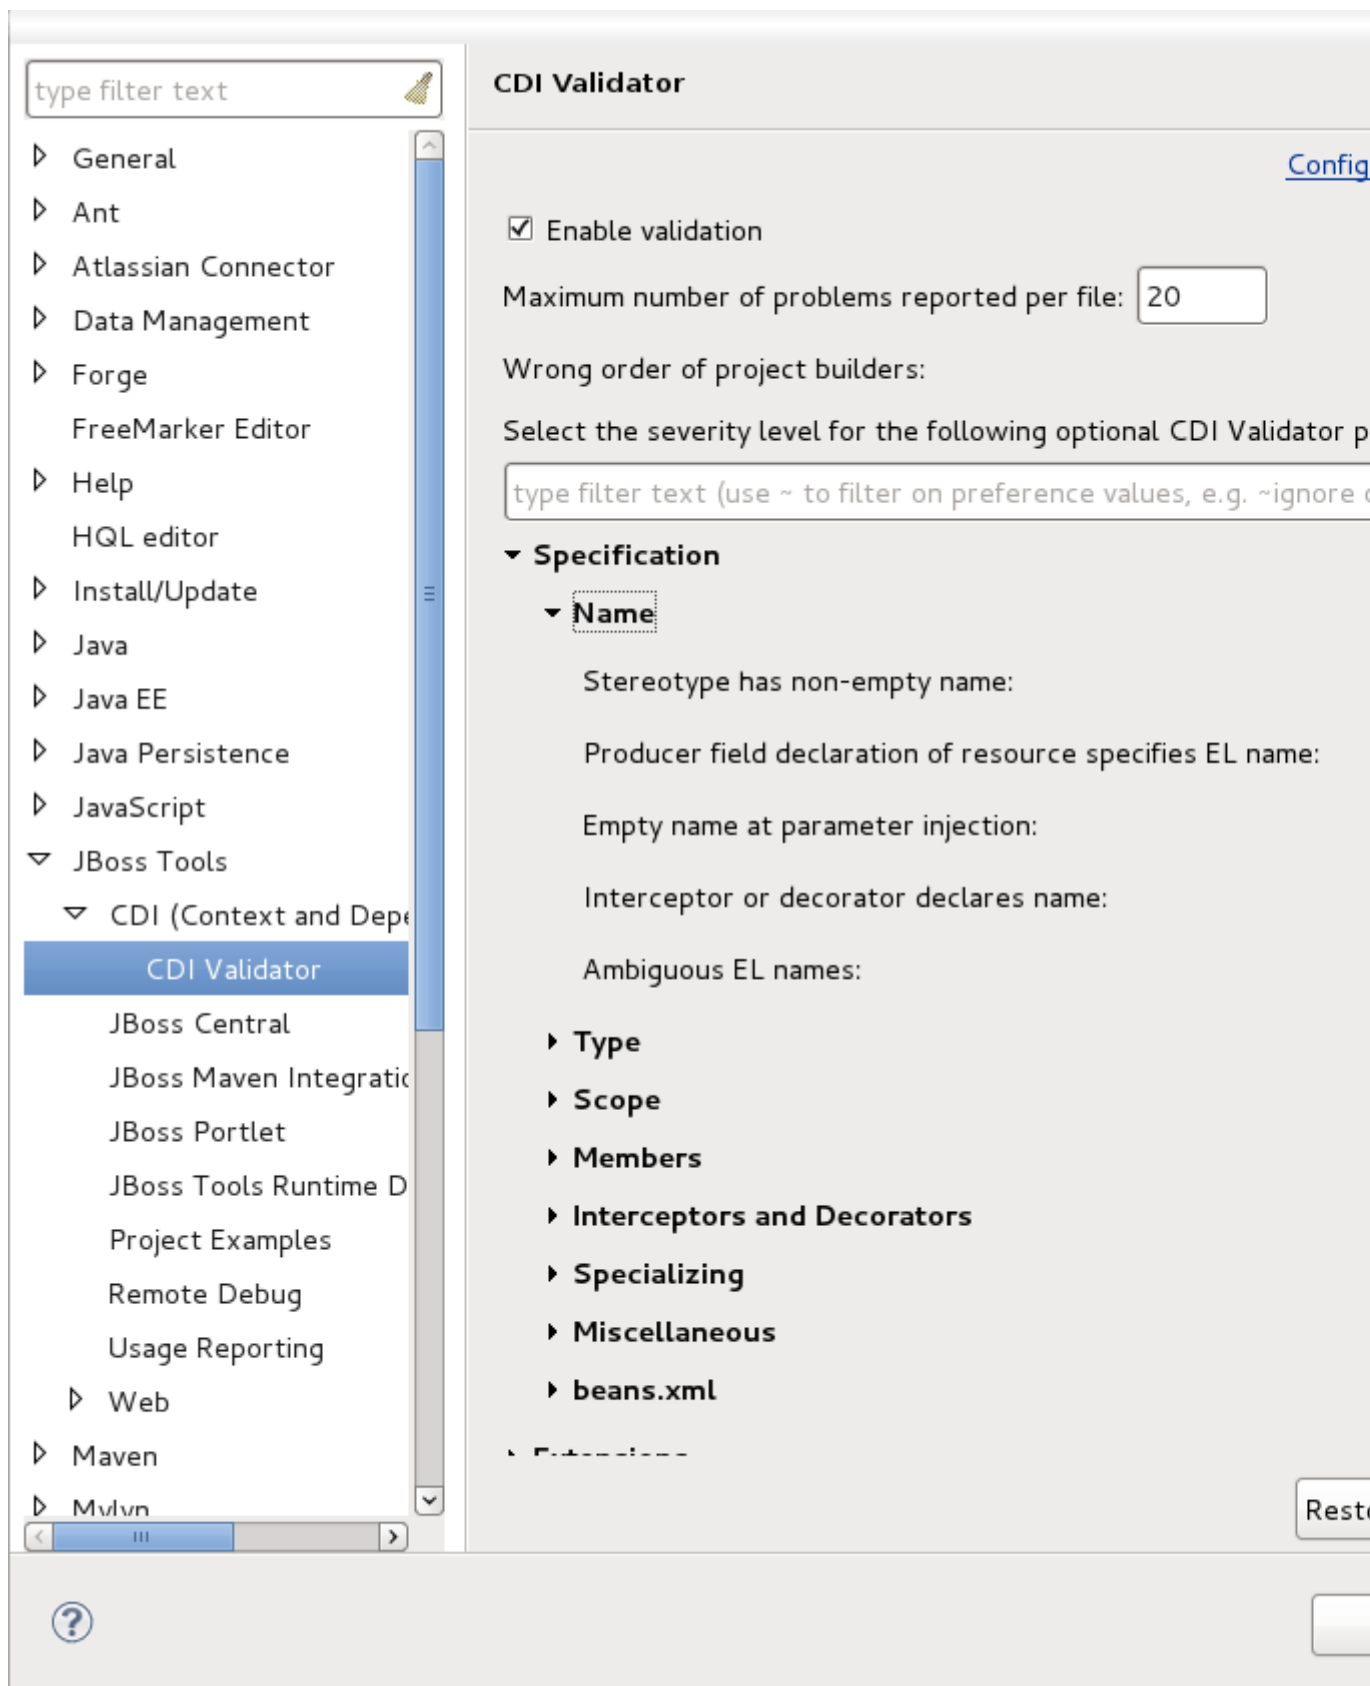 type filter text
General
Ant
Atlassian Connector
Data Management
Forge
FreeMarker Editor
Help
HQL editor
Install/Update
Java
Java EE
Java Persistence
JavaScript
JBoss Tools
CDI (Context and Depe
CDI Validator
JBoss Central
JBoss Maven Integratio
JBoss Portlet
JBoss Tools Runtime D
Project Examples
Remote Debug
Usage Reporting
Web
Maven
Mylyn
CDI Validator
Config
Enable validation
Maximum number of problems reported per file: 20
Wrong order of project builders:
Select the severity level for the following optional CDI Validator p
type filter text (use ~ to filter on preference values, e.g. ~ignore o
Specification
Name
Stereotype has non-empty name:
Producer field declaration of resource specifies EL name:
Empty name at parameter injection:
Interceptor or decorator declares name:
Ambiguous EL names:
Type
Scope
Members
Interceptors and Decorators
Specializing
Miscellaneous
beans.xml
Extensions
Resto